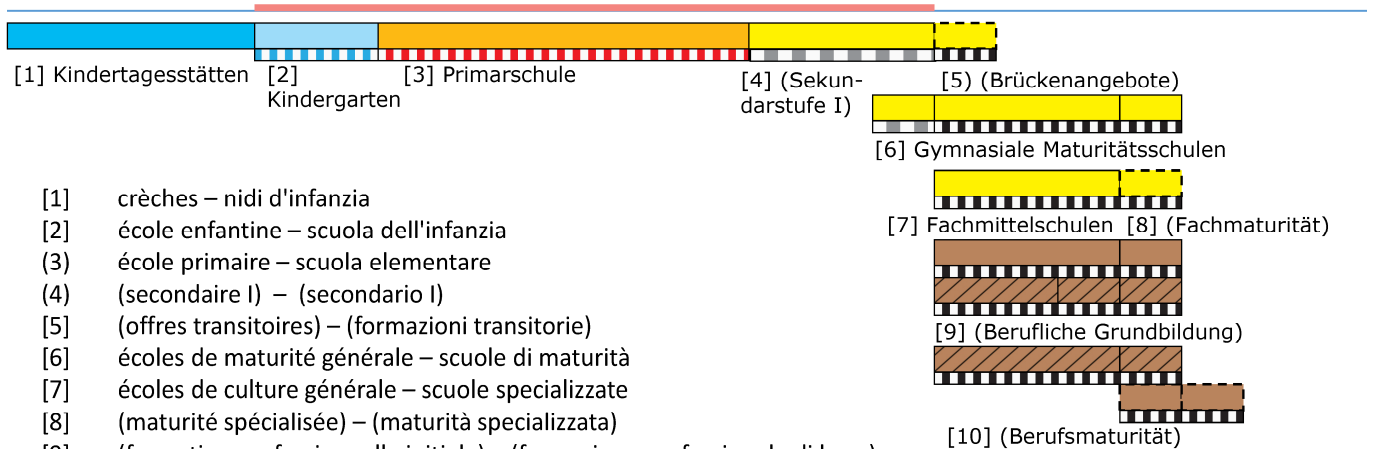 [1] Kindertagesstätten
[2]
Kindergarten
[3] Primarschule
[4] (Sekun-
darstufe I)
[5) (Brückenangebote)
[6] Gymnasiale Maturitätsschulen
[7] Fachmittelschulen
[8] (Fachmaturität)
[9] (Berufliche Grundbildung)
[10] (Berufsmaturität)
[1] crèches – nidi d'infanzia
[2] école enfantine – scuola dell'infanzia
(3) école primaire – scuola elementare
(4) (secondaire I) – (secondario I)
[5] (offres transitoires) – (formazioni transitorie)
[6] écoles de maturité générale – scuole di maturità
[7] écoles de culture générale – scuole specializzate
[8] (maturité spécialisée) – (maturità specializzata)